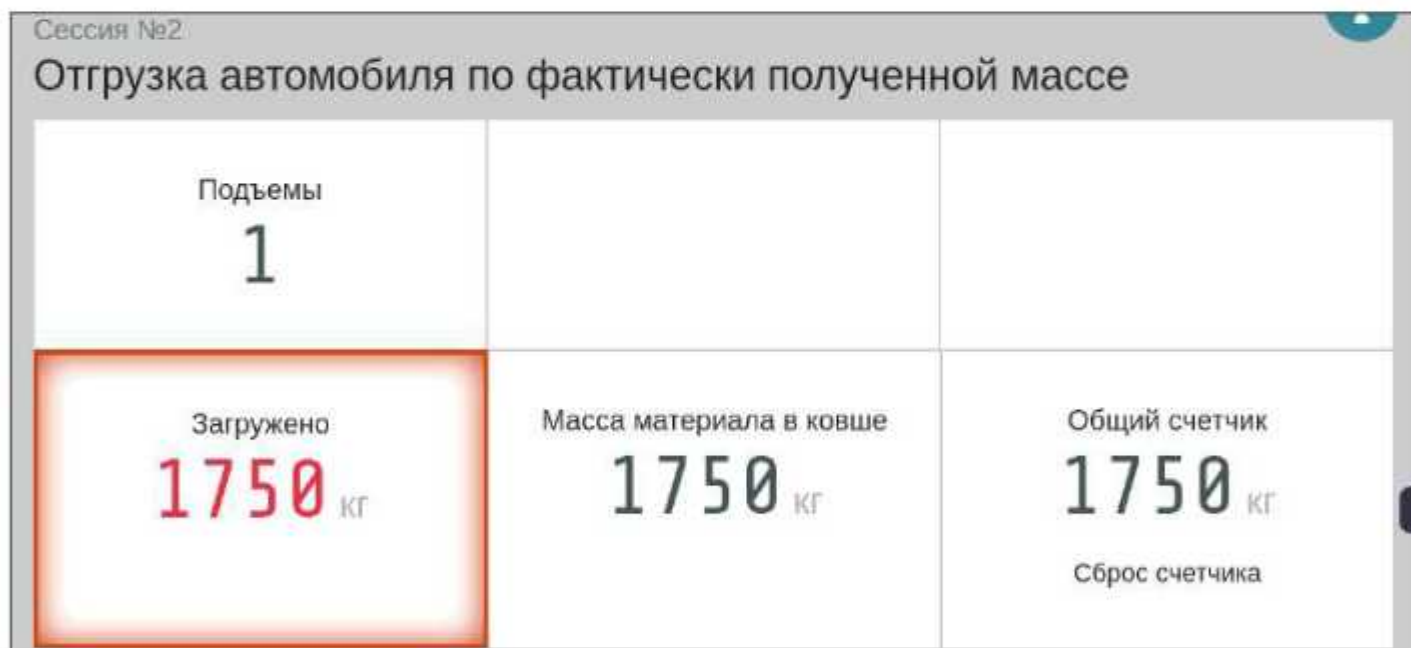 Сессия №2
Отгрузка автомобиля по фактически полученной массе
Подъемы
1
Загружено
1750 кг
Масса материала в ковше
1750 кг
Общий счетчик
1750 кг
Сброс счетчика